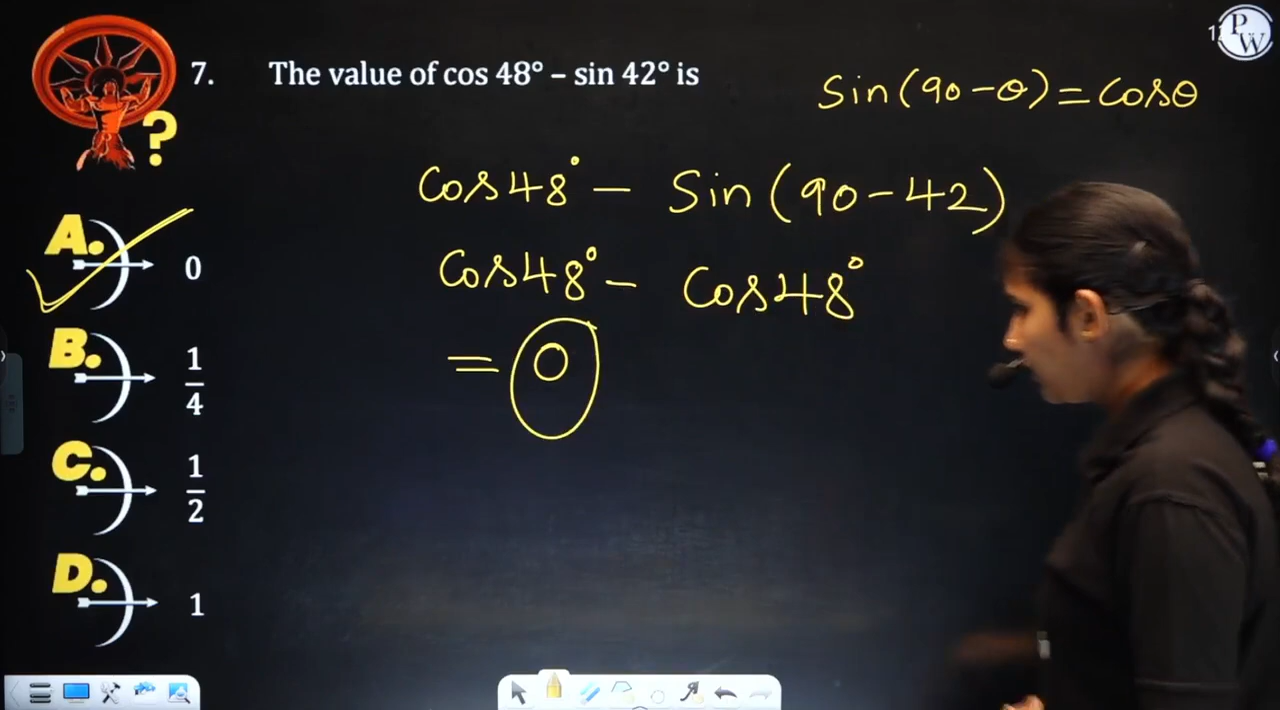 7. The value of cos 48° – sin 42° is
Sin(90-θ)=Cosθ
PW
Cos48° - Sin(90-42)
Cos48° - Cos48°
= 0
?
A. 0
B. 1/4
C. 1/2
D. 1